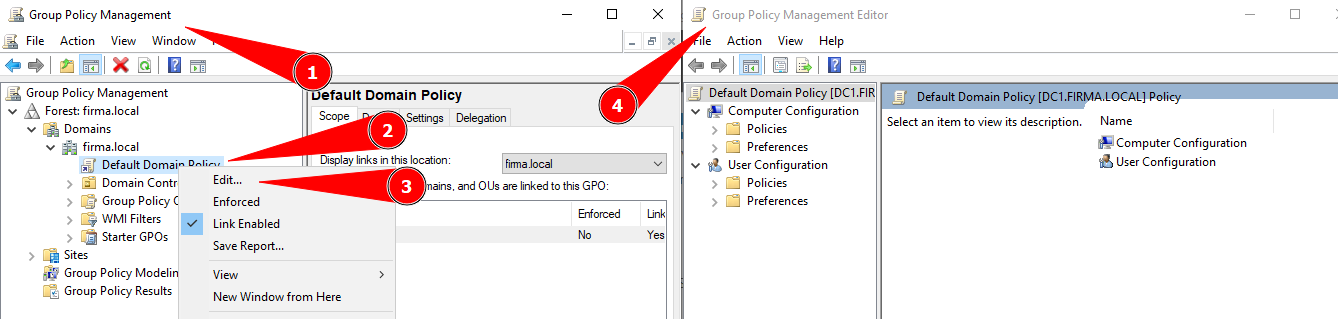 Group Policy Management
File Action View Window
Group Policy Management
Forest: firma.local
Domains
firma.local
Default Domain Policy
Domain Contr
Group Policy
WMI Filters
Starter GPOs
Sites
Group Policy Modelin
Group Policy Results
Edit...
Enforced
Link Enabled
Save Report...
View
New Window from Here
Default Domain Policy
Scope Settings Delegation
Display links in this location: firma.local
mains, and OUs are linked to this GPO:
Enforced Link
No Yes
1
2
3
4
Group Policy Management Editor
File Action View Help
Default Domain Policy [DC1.FIR
Computer Configuration
Policies
Preferences
User Configuration
Policies
Preferences
Default Domain Policy [DC1.FIRMA.LOCAL] Policy
Select an item to view its description.
Name
Computer Configuration
User Configuration